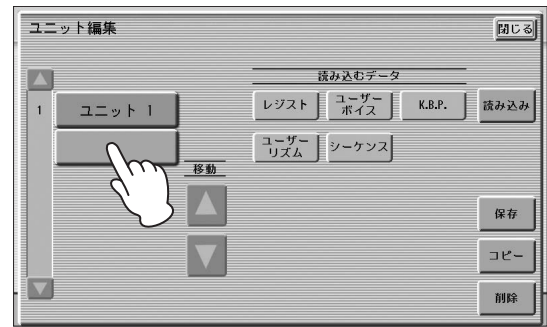 ユニット編集
閉じる
読み込むデータ
1
ユニット 1
レジスト
ユーザー
ボイス
K.B.P.
読み込み
ユーザー
リズム
シーケンス
移動
保存
コピー
削除